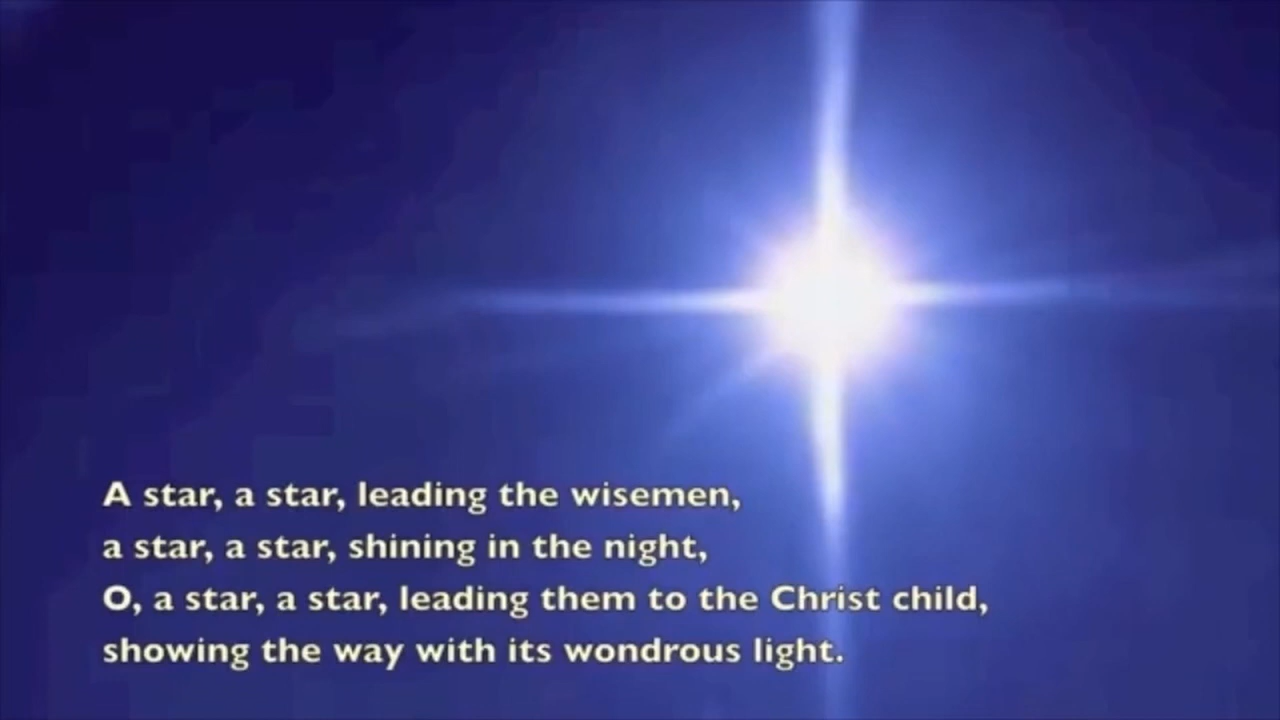 A star, a star, leading the wisemen,
a star, a star, shining in the night,
O, a star, a star, leading them to the Christ child,
showing the way with its wondrous light.